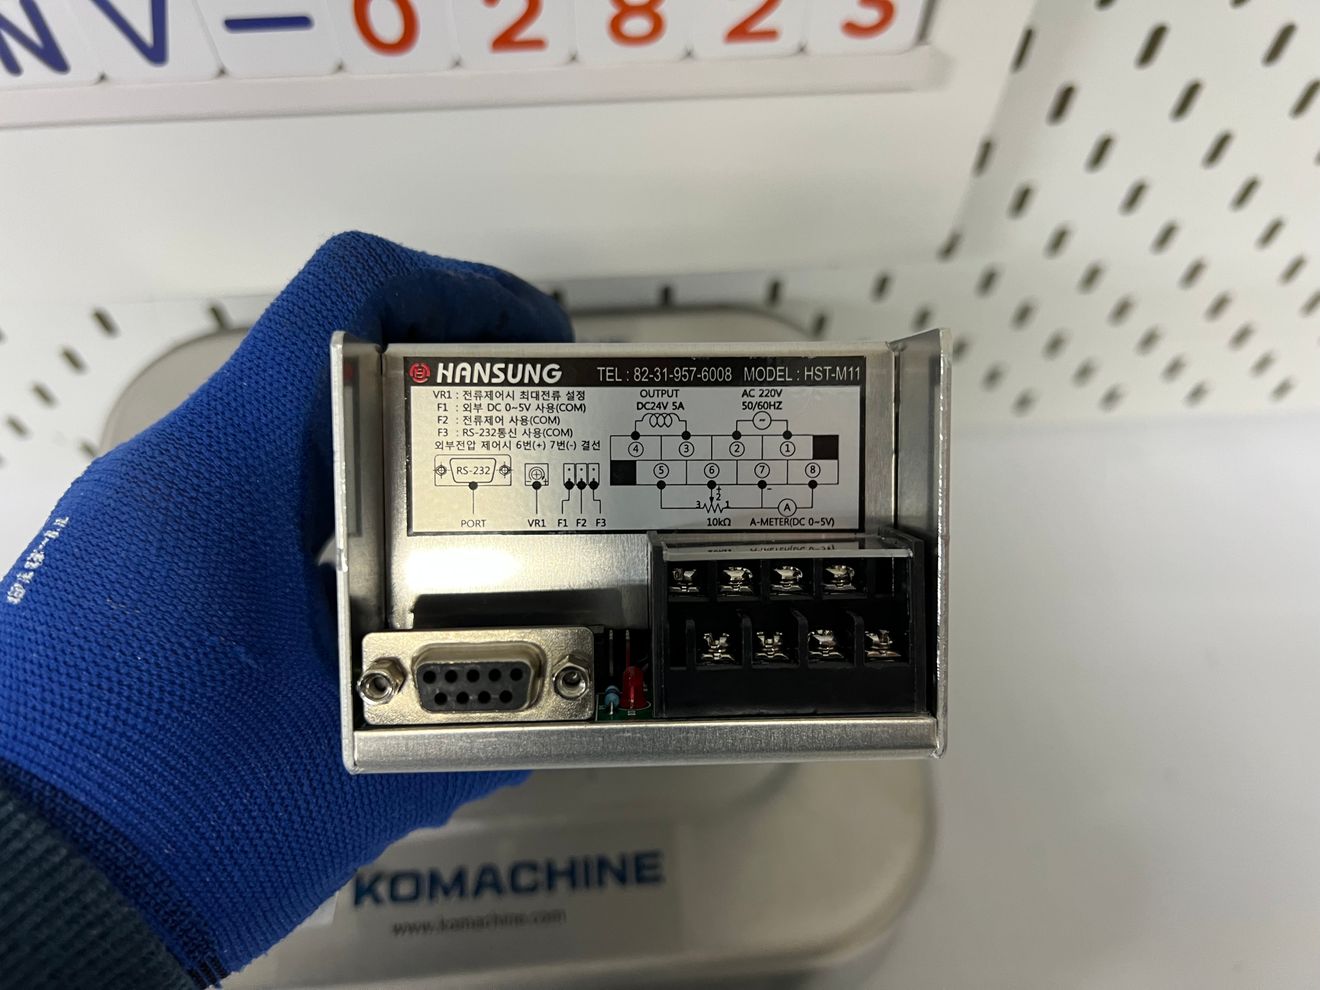 NV-02823
HANSUNG TEL : 82-31-957-6008 MODEL : HST-M11
VR1 : 전류제어시 최대전류 설정
F1 : 외부 DC 0~5V 사용(COM)
F2 : 전류제어 사용(COM)
F3 : RS-232통신 사용(COM)
외부전압 제어시 6번(+) 7번(-) 결선
OUTPUT
DC24V 5A
AC 220V
50/60HZ
4 3 2 1
5 6 7 8
RS-232
+
-
3 2 1
A
PORT VR1 F1 F2 F3 10kΩ A-METER(DC 0~5V)
KOMACHINE
www.komachine.com